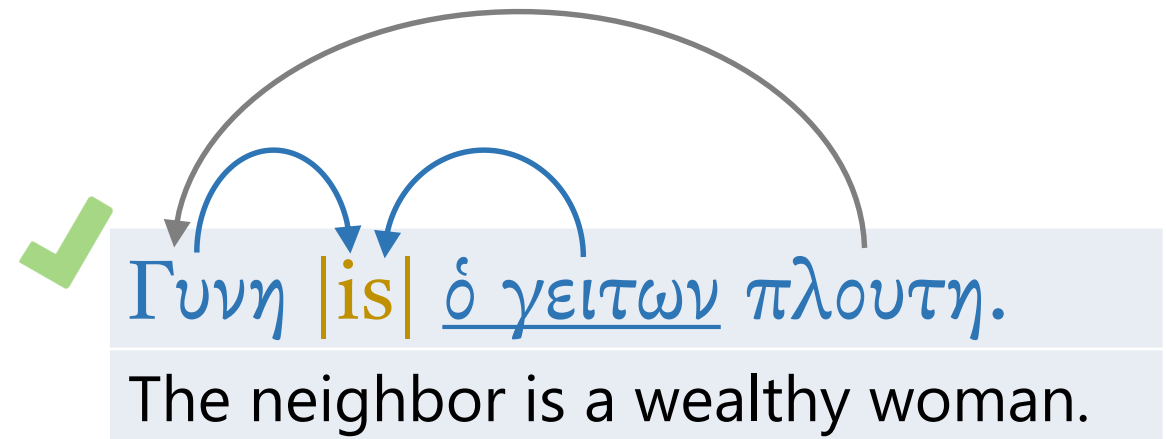 Γυνη |is| ὁ γειτων πλουτη.
The neighbor is a wealthy woman.